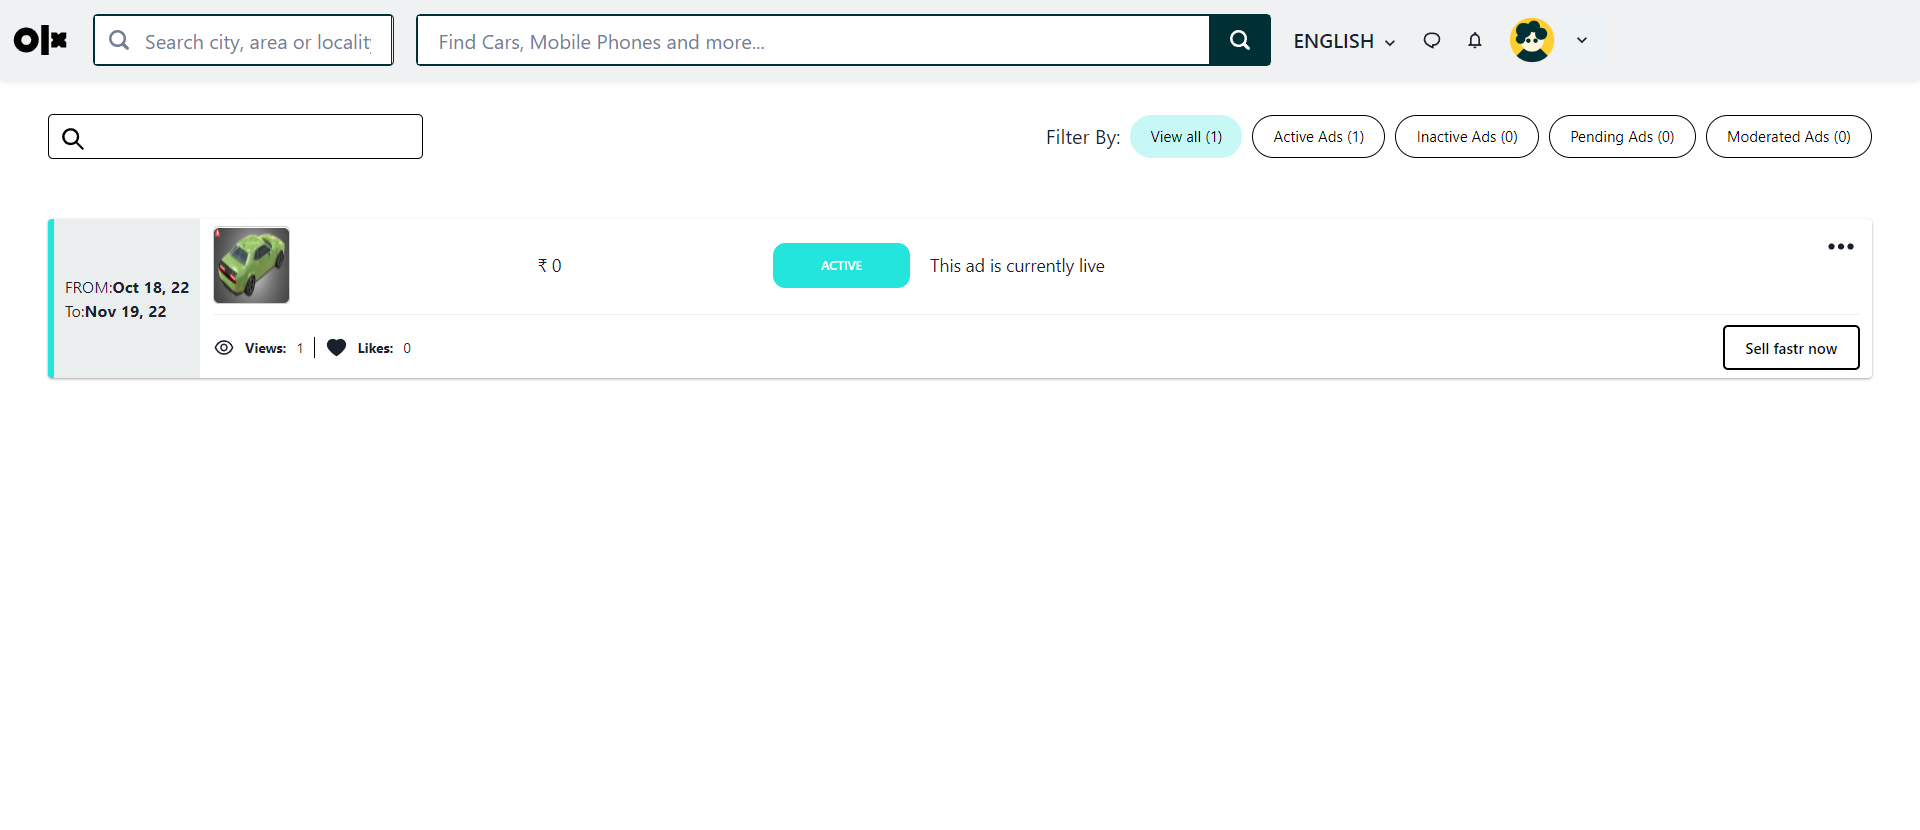 olx
Search city, area or localit
Find Cars, Mobile Phones and more...
ENGLISH
Filter By:
View all (1)
Active Ads (1)
Inactive Ads (0)
Pending Ads (0)
Moderated Ads (0)
FROM:Oct 18, 22
To:Nov 19, 22
₹ 0
ACTIVE
This ad is currently live
Views: 1
Likes: 0
Sell fastr now